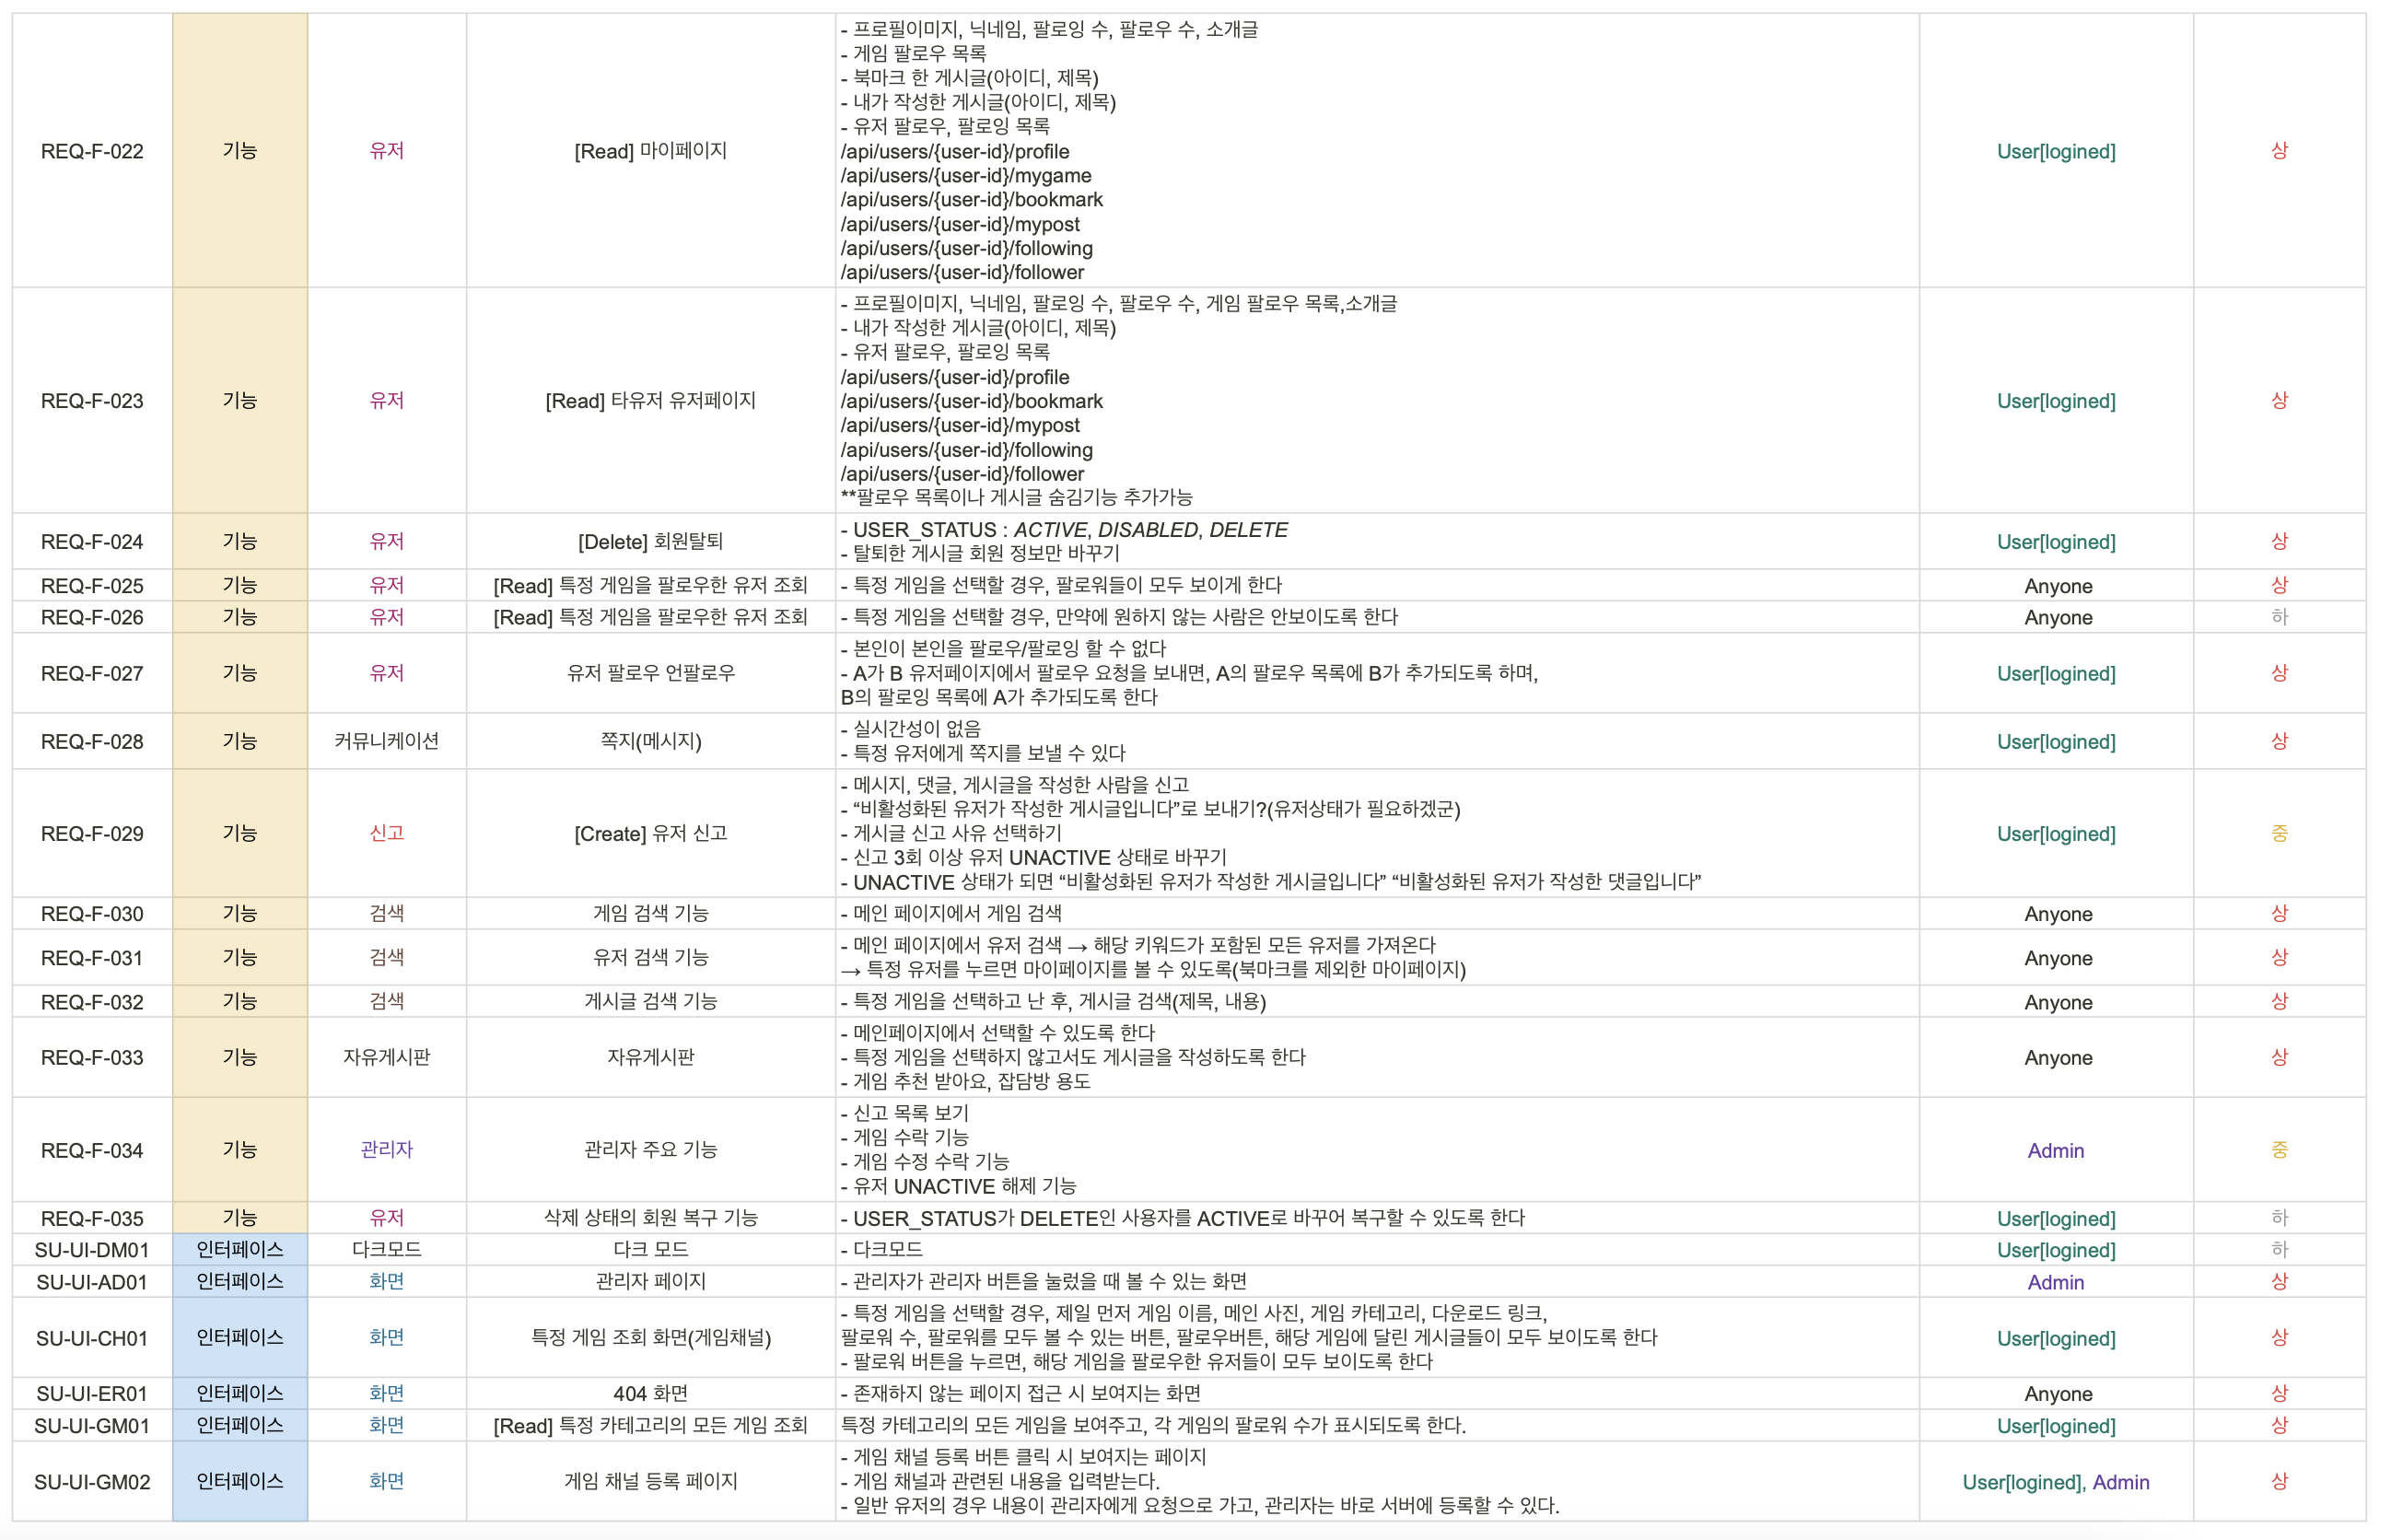 REQ-F-022
기능
유저
[Read] 마이페이지
- 프로필이미지, 닉네임, 팔로잉 수, 팔로우 수, 소개글
- 게임 팔로우 목록
- 북마크 한 게시글(아이디, 제목)
- 내가 작성한 게시글(아이디, 제목)
- 유저 팔로우, 팔로잉 목록
/api/users/{user-id}/profile
/api/users/{user-id}/mygame
/api/users/{user-id}/bookmark
/api/users/{user-id}/mypost
/api/users/{user-id}/following
/api/users/{user-id}/follower
User[logined]
상
REQ-F-023
기능
유저
[Read] 타유저 유저페이지
- 프로필이미지, 닉네임, 팔로잉 수, 팔로우 수, 게임 팔로우 목록,소개글
- 내가 작성한 게시글(아이디, 제목)
- 유저 팔로우, 팔로잉 목록
/api/users/{user-id}/profile
/api/users/{user-id}/bookmark
/api/users/{user-id}/mypost
/api/users/{user-id}/following
/api/users/{user-id}/follower
**팔로우 목록이나 게시글 숨김기능 추가가능
User[logined]
상
REQ-F-024
기능
유저
[Delete] 회원탈퇴
- USER_STATUS : ACTIVE, DISABLED, DELETE
- 탈퇴한 게시글 회원 정보만 바꾸기
User[logined]
상
REQ-F-025
기능
유저
[Read] 특정 게임을 팔로우한 유저 조회
- 특정 게임을 선택할 경우, 팔로워들이 모두 보이게 한다
Anyone
상
REQ-F-026
기능
유저
[Read] 특정 게임을 팔로우한 유저 조회
- 특정 게임을 선택할 경우, 만약에 원하지 않는 사람은 안보이도록 한다
Anyone
하
REQ-F-027
기능
유저
유저 팔로우 언팔로우
- 본인이 본인을 팔로우/팔로잉 할 수 없다
- A가 B 유저페이지에서 팔로우 요청을 보내면, A의 팔로우 목록에 B가 추가되도록 하며,
B의 팔로잉 목록에 A가 추가되도록 한다
User[logined]
상
REQ-F-028
기능
커뮤니케이션
쪽지(메시지)
- 실시간성이 없음
- 특정 유저에게 쪽지를 보낼 수 있다
User[logined]
상
REQ-F-029
기능
신고
[Create] 유저 신고
- 메시지, 댓글, 게시글을 작성한 사람을 신고
- “비활성화된 유저가 작성한 게시글입니다”로 보내기?(유저상태가 필요하겠군)
- 게시글 신고 사유 선택하기
- 신고 3회 이상 유저 UNACTIVE 상태로 바꾸기
- UNACTIVE 상태가 되면 “비활성화된 유저가 작성한 게시글입니다” “비활성화된 유저가 작성한 댓글입니다”
User[logined]
중
REQ-F-030
기능
검색
게임 검색 기능
- 메인 페이지에서 게임 검색
Anyone
상
REQ-F-031
기능
검색
유저 검색 기능
- 메인 페이지에서 유저 검색 → 해당 키워드가 포함된 모든 유저를 가져온다
→ 특정 유저를 누르면 마이페이지를 볼 수 있도록(북마크를 제외한 마이페이지)
Anyone
상
REQ-F-032
기능
검색
게시글 검색 기능
- 특정 게임을 선택하고 난 후, 게시글 검색(제목, 내용)
Anyone
상
REQ-F-033
기능
자유게시판
자유게시판
- 메인페이지에서 선택할 수 있도록 한다
- 특정 게임을 선택하지 않고서도 게시글을 작성하도록 한다
- 게임 추천 받아요, 잡담방 용도
Anyone
상
REQ-F-034
기능
관리자
관리자 주요 기능
- 신고 목록 보기
- 게임 수락 기능
- 게임 수정 수락 기능
- 유저 UNACTIVE 해제 기능
Admin
중
REQ-F-035
기능
유저
삭제 상태의 회원 복구 기능
- USER_STATUS가 DELETE인 사용자를 ACTIVE로 바꾸어 복구할 수 있도록 한다
User[logined]
하
SU-UI-DM01
인터페이스
다크모드
다크 모드
- 다크모드
User[logined]
하
SU-UI-AD01
인터페이스
화면
관리자 페이지
- 관리자가 관리자 버튼을 눌렀을 때 볼 수 있는 화면
Admin
상
SU-UI-CH01
인터페이스
화면
특정 게임 조회 화면(게임채널)
- 특정 게임을 선택할 경우, 제일 먼저 게임 이름, 메인 사진, 게임 카테고리, 다운로드 링크,
팔로워 수, 팔로워를 모두 볼 수 있는 버튼, 팔로우버튼, 해당 게임에 달린 게시글들이 모두 보이도록 한다
- 팔로워 버튼을 누르면, 해당 게임을 팔로우한 유저들이 모두 보이도록 한다
User[logined]
상
SU-UI-ER01
인터페이스
화면
404 화면
- 존재하지 않는 페이지 접근 시 보여지는 화면
Anyone
상
SU-UI-GM01
인터페이스
화면
[Read] 특정 카테고리의 모든 게임 조회
특정 카테고리의 모든 게임을 보여주고, 각 게임의 팔로워 수가 표시되도록 한다.
User[logined]
상
SU-UI-GM02
인터페이스
화면
게임 채널 등록 페이지
- 게임 채널 등록 버튼 클릭 시 보여지는 페이지
- 게임 채널과 관련된 내용을 입력받는다.
- 일반 유저의 경우 내용이 관리자에게 요청으로 가고, 관리자는 바로 서버에 등록할 수 있다.
User[logined], Admin
상